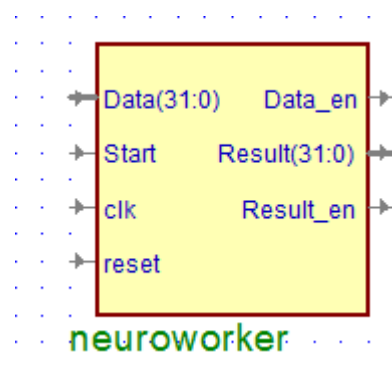 Data(31:0) Data_en
Start Result(31:0)
clk Result_en
reset
neuroworker